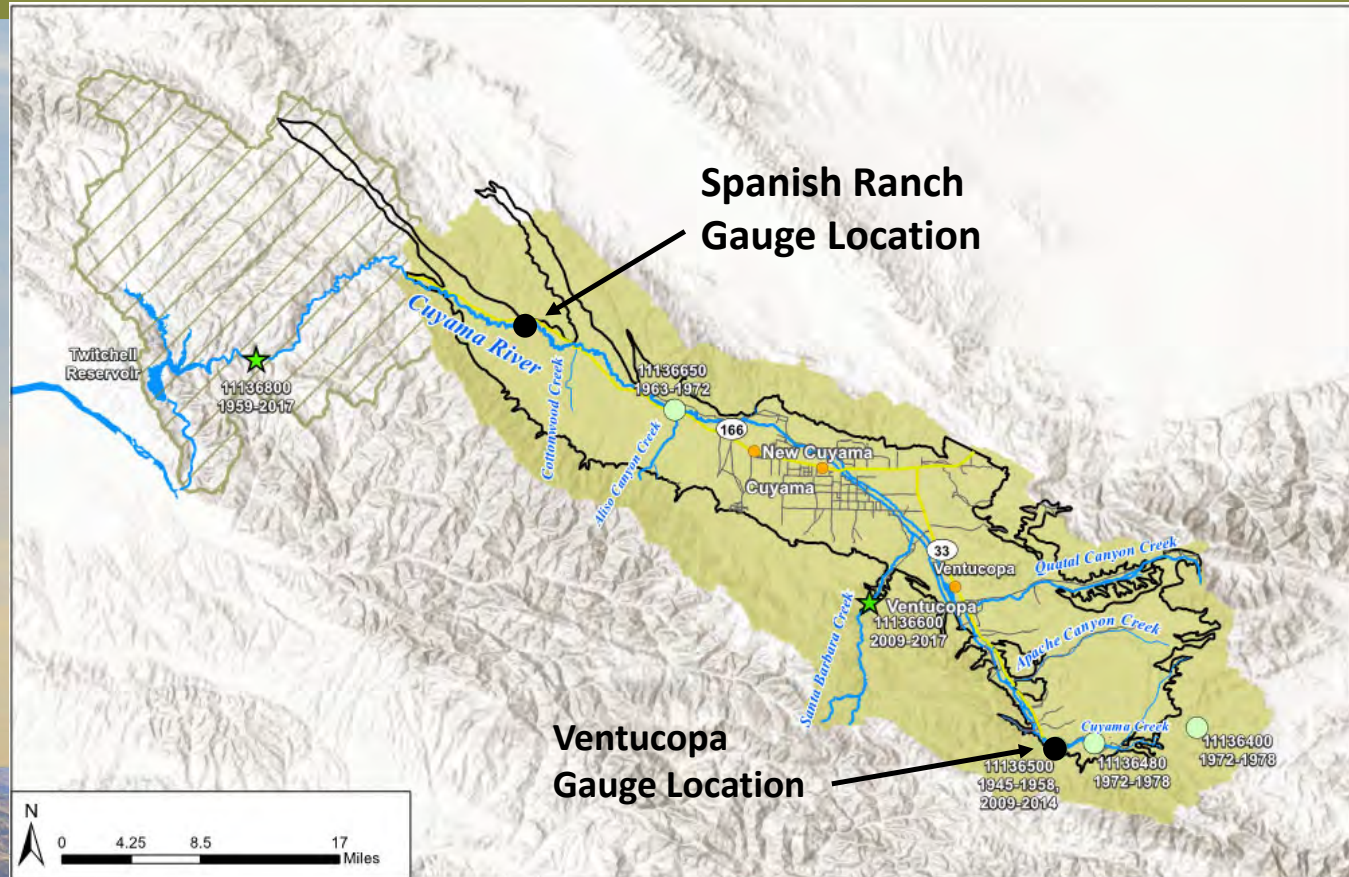 Spanish Ranch
Gauge Location
Cuyama River
Twitchell
Reservoir
11136800
1959-2017
Cottonwood Creek
11136650
1963-1972
Aliso Canyon Creek
166
New Cuyama
Cuyama
33
Ventucopa
Quatal Canyon Creek
Ventucopa
11136600
2009-2017
Santa Barbara Creek
Apache Canyon Creek
Cuyama Creek
Ventucopa
Gauge Location
11136500
1945-1958,
2009-2014
11136480
1972-1978
11136400
1972-1978
N
0 4.25 8.5 17
Miles